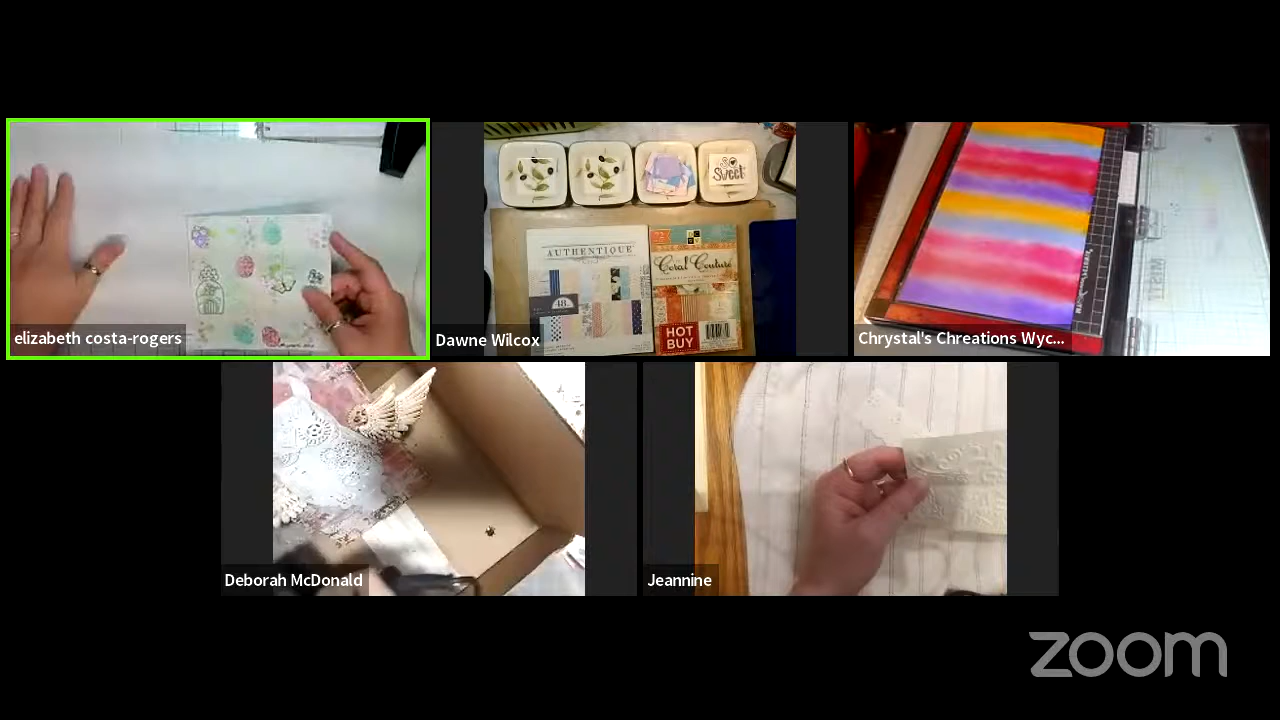 So
Sweet
AUTHENTIQUE
48
Coral Couture
HOT
BUY
elizabeth costa-rogers
Dawne Wilcox
Chrystal's Chreations Wyc...
MISTI
Deborah McDonald
Jeannine
zoom